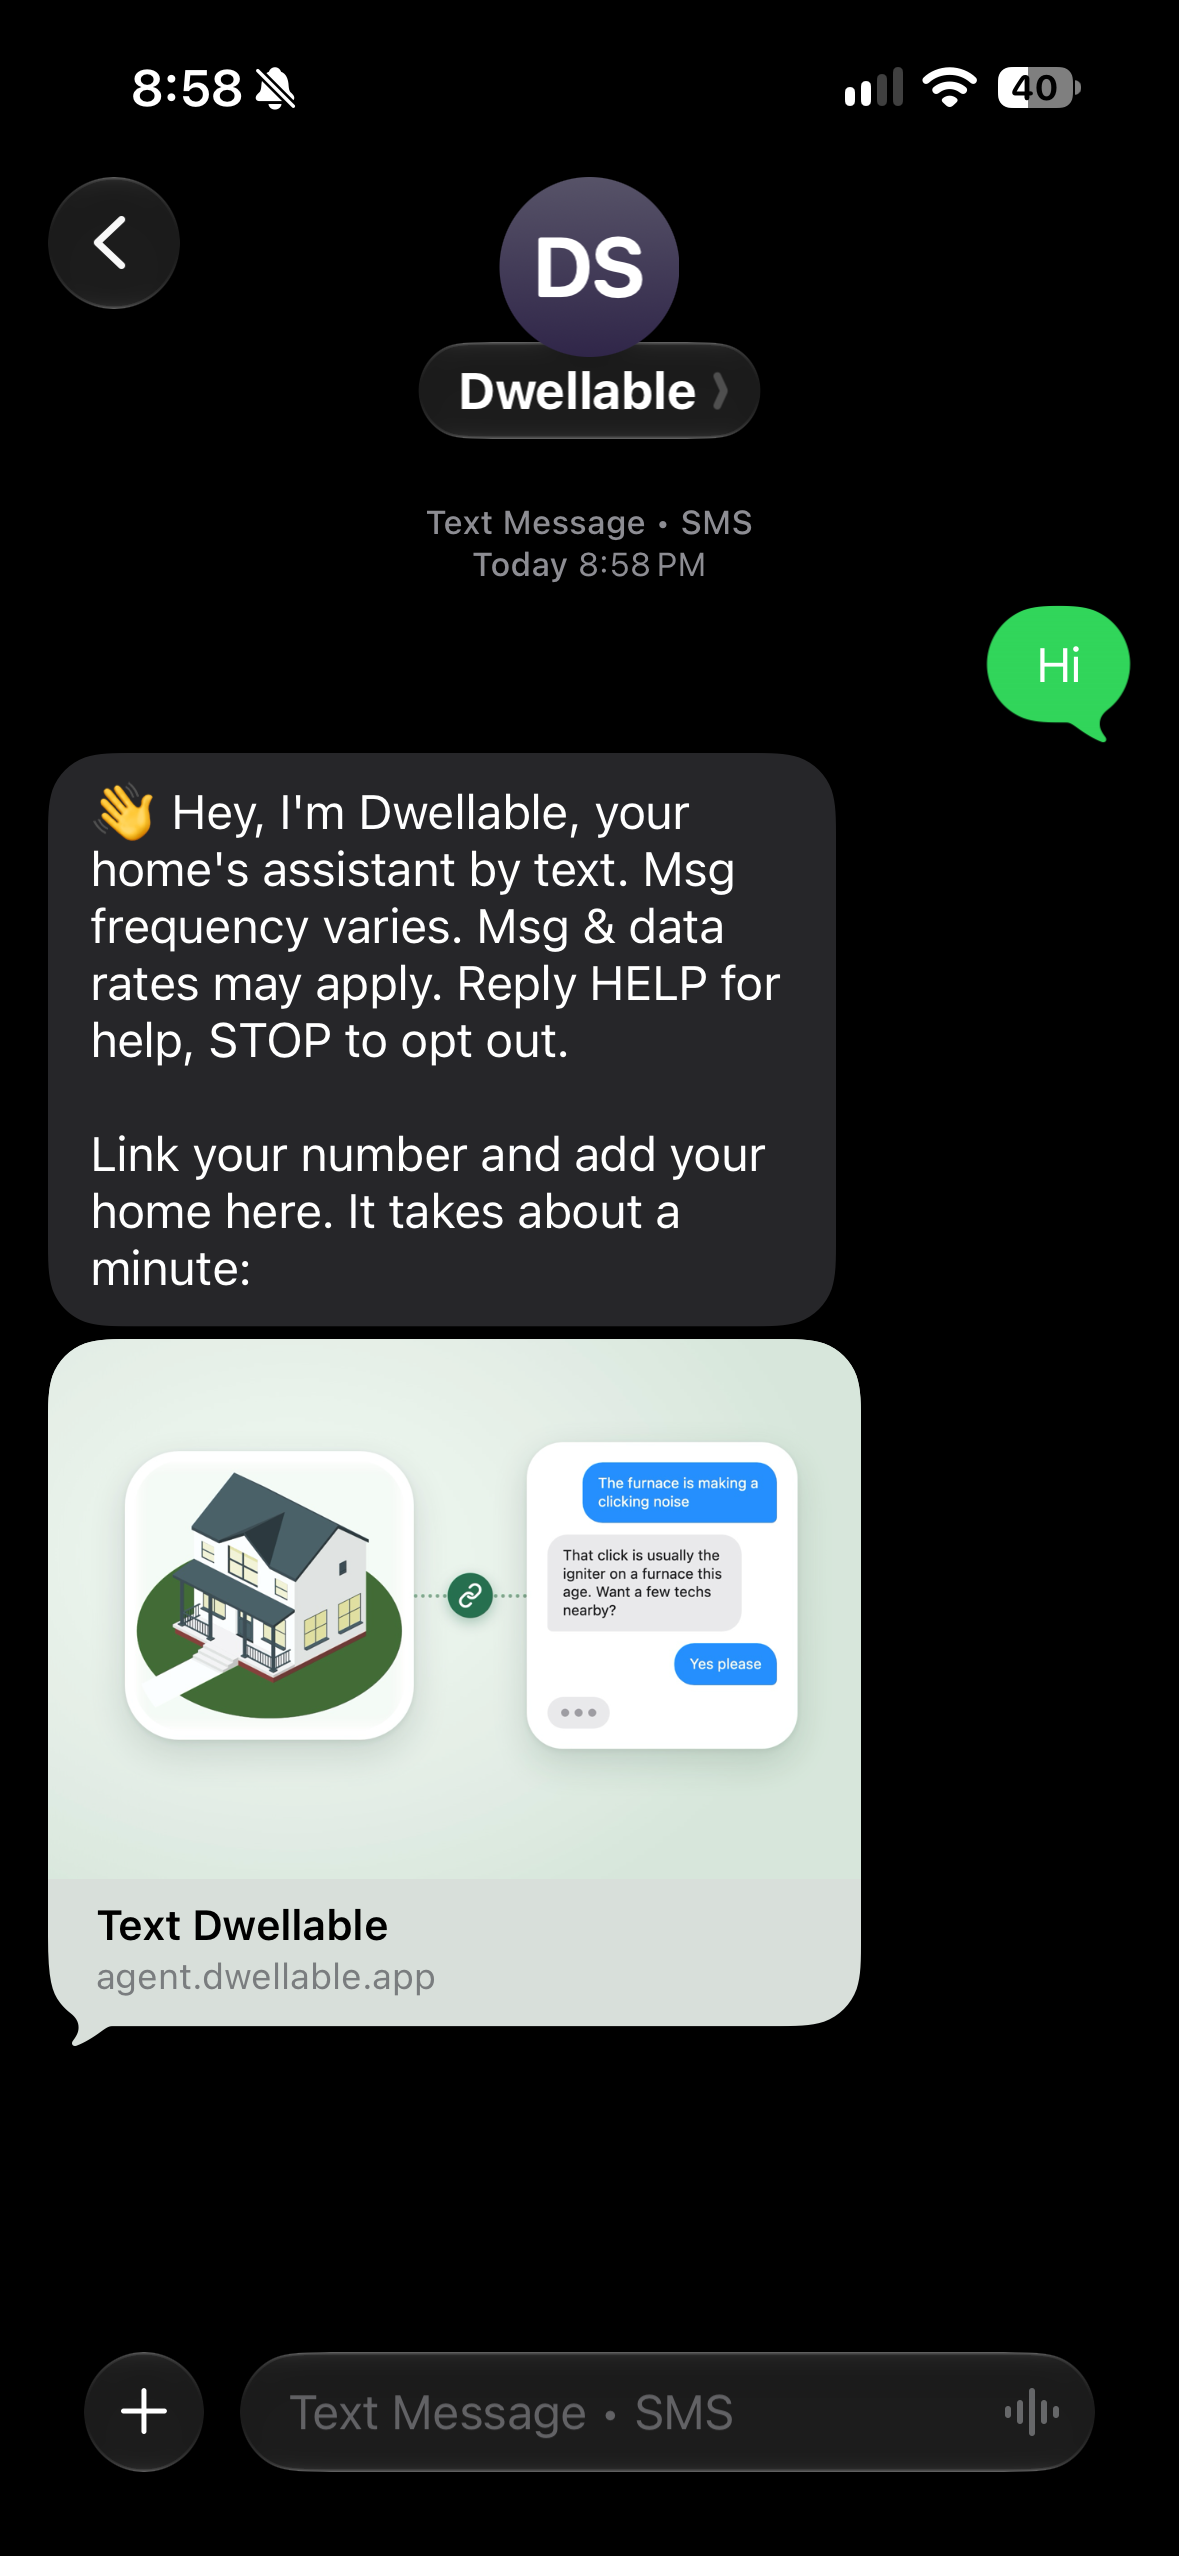 8:58
40
DS
Dwellable
Text Message • SMS
Today 8:58 PM
Hi
👋 Hey, I'm Dwellable, your
home's assistant by text. Msg
frequency varies. Msg & data
rates may apply. Reply HELP for
help, STOP to opt out.
Link your number and add your
home here. It takes about a
minute:
The furnace is making a
clicking noise
That click is usually the
igniter on a furnace this
age. Want a few techs
nearby?
Yes please
Text Dwellable
agent.dwellable.app
Text Message • SMS